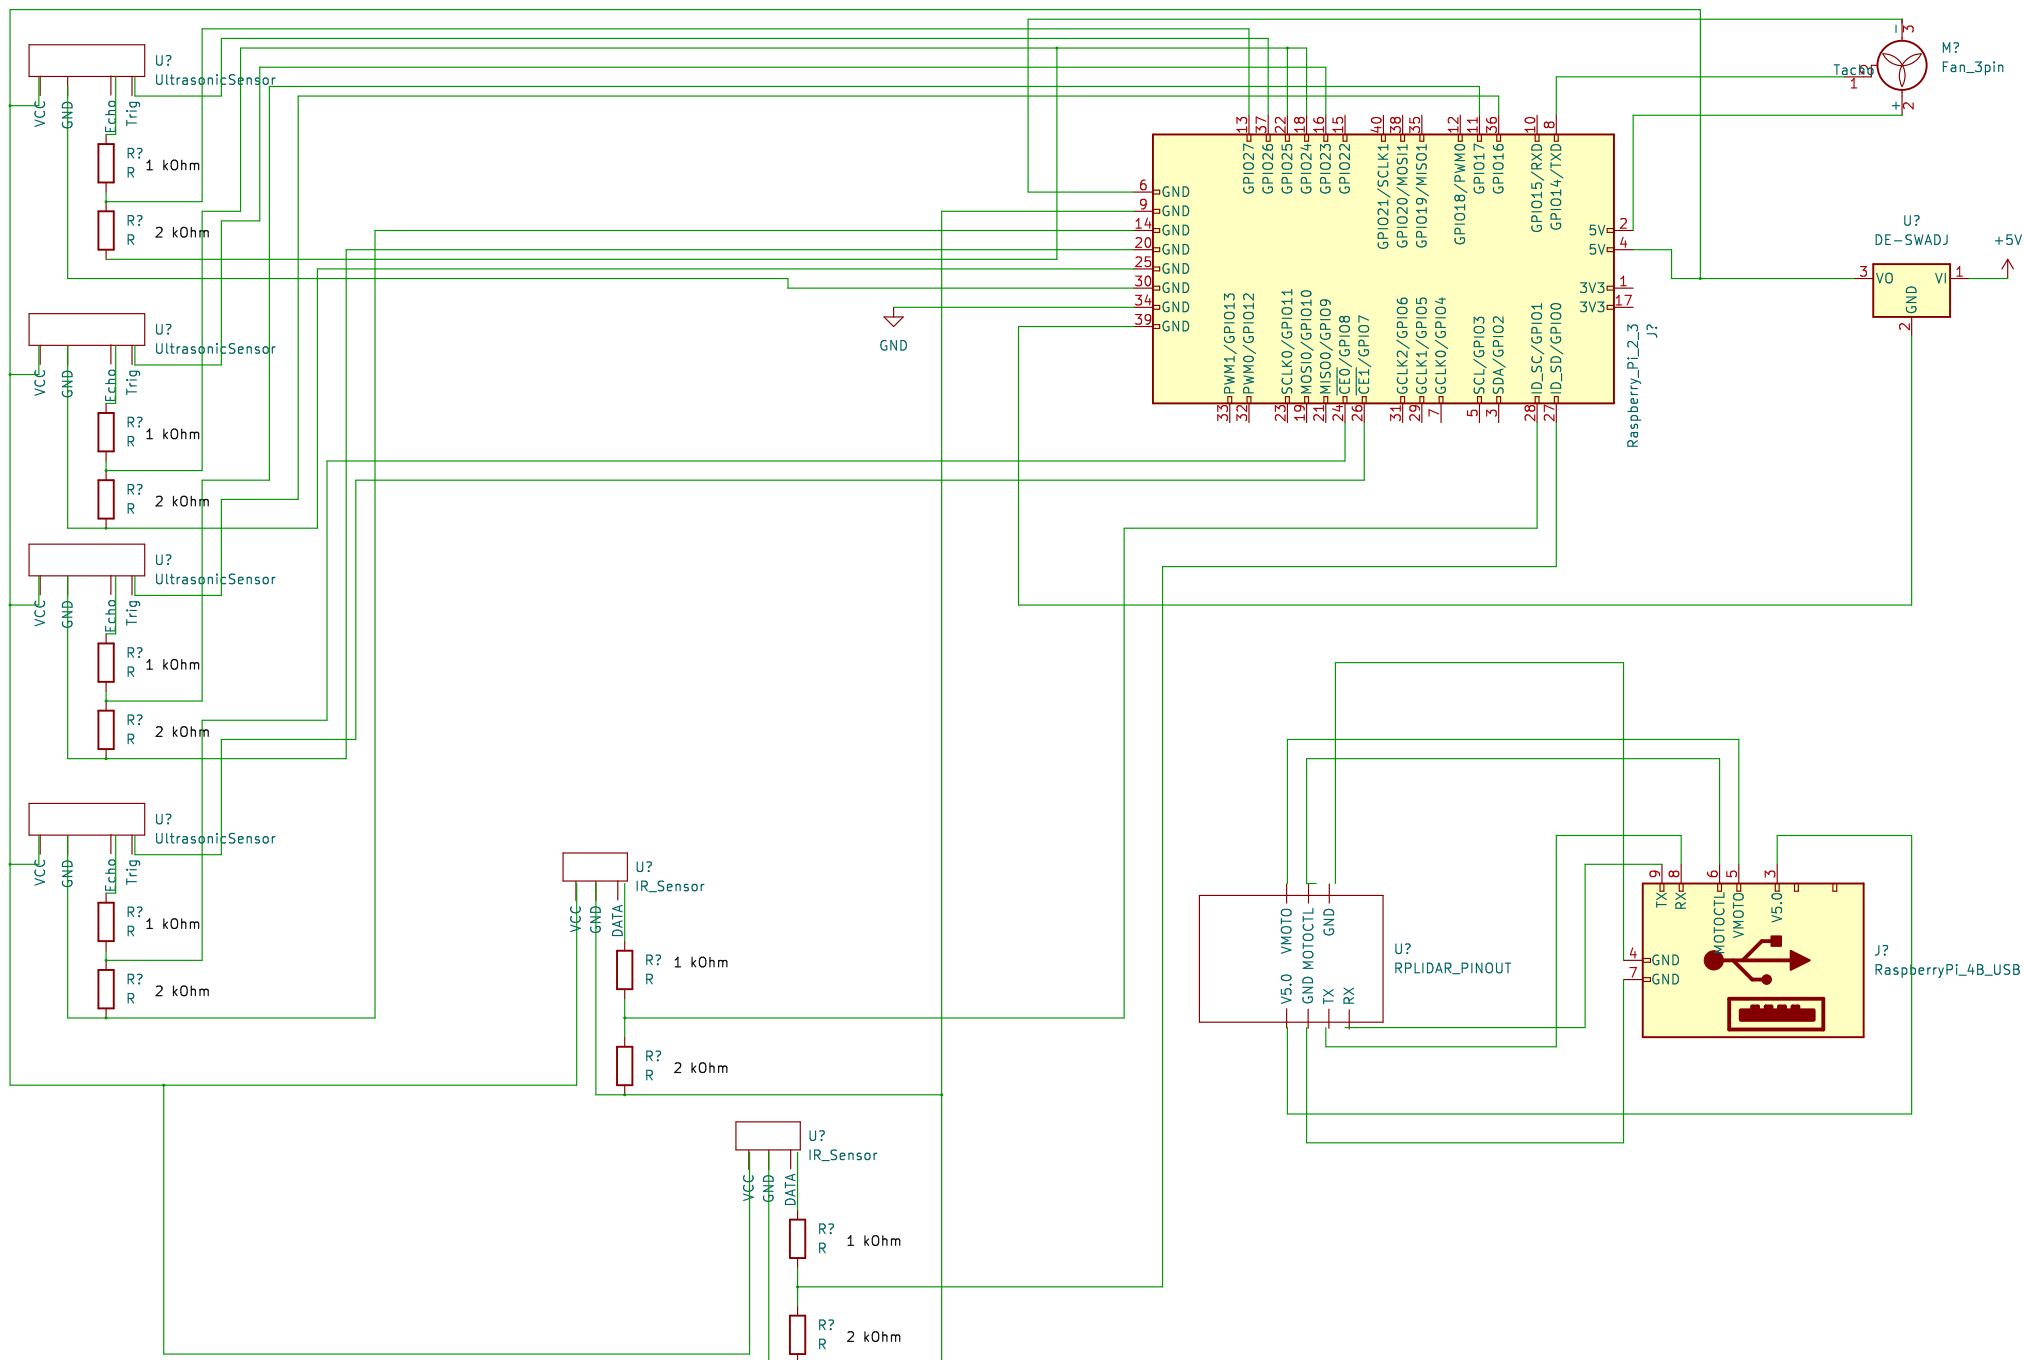 U?
UltrasonicSensor
VCC
GND
Echo
Trig
R?
R
1 kOhm
R?
R
2 kOhm
U?
UltrasonicSensor
VCC
GND
Echo
Trig
R?
R
1 kOhm
R?
R
2 kOhm
U?
UltrasonicSensor
VCC
GND
Echo
Trig
R?
R
1 kOhm
R?
R
2 kOhm
U?
UltrasonicSensor
VCC
GND
Echo
Trig
R?
R
1 kOhm
R?
R
2 kOhm
13
37
22
18
16
15
40
38
35
12
11
36
10
8
GPIO27
GPIO26
GPIO25
GPIO24
GPIO23
GPIO22
GPIO21/SCLK1
GPIO20/MOSI1
GPIO19/MISO1
GPIO18/PWM0
GPIO17
GPIO16
GPIO15/RXD
GPIO14/TXD
6 GND
9 GND
14 GND
20 GND
25 GND
30 GND
34 GND
39 GND
5V 2
5V 4
3V3 1
3V3 17
PWM1/GPIO13
PWM0/GPIO12
SCLK0/GPIO11
MOSI0/GPIO10
MISO0/GPIO9
CE0/GPIO8
CE1/GPIO7
GCLK2/GPIO6
GCLK1/GPIO5
GCLK0/GPIO4
SCL/GPIO3
SDA/GPIO2
ID_SC/GPIO1
ID_SD/GPIO0
33
32
23
19
21
24
26
31
29
7
5
3
28
27
J?
Raspberry_Pi_2_3
GND
M?
Fan_3pin
Tacho
1
-
3
+
2
U?
DE-SWADJ
3 VO
VI 1
GND
2
+5V
U?
IR_Sensor
VCC
GND
DATA
R?
R
1 kOhm
R?
R
2 kOhm
U?
IR_Sensor
VCC
GND
DATA
R?
R
1 kOhm
R?
R
2 kOhm
VMOTO
MOTOCTL
GND
V5.0
GND
TX
RX
U?
RPLIDAR_PINOUT
9
8
6
5
3
TX
RX
MOTOCTL
VMOTO
V5.0
4 GND
7 GND
J?
RaspberryPi_4B_USB